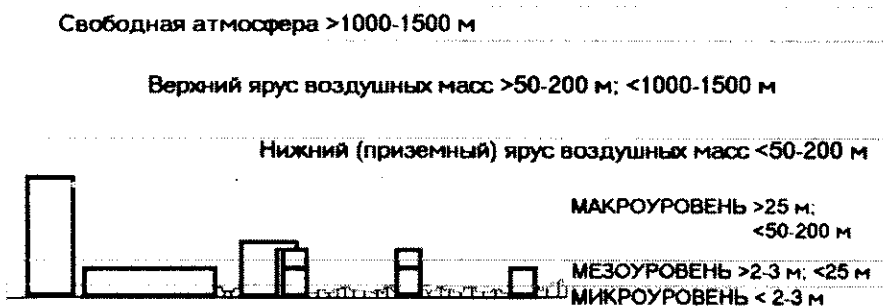 Свободная атмосфера >1000-1500 м
Верхний ярус воздушных масс >50-200 м; <1000-1500 м
Нижний (приземный) ярус воздушных масс <50-200 м
МАКРОУРОВЕНЬ >25 м;
<50-200 м
МЕЗОУРОВЕНЬ >2-3 м; <25 м
МИКРОУРОВЕНЬ < 2-3 м